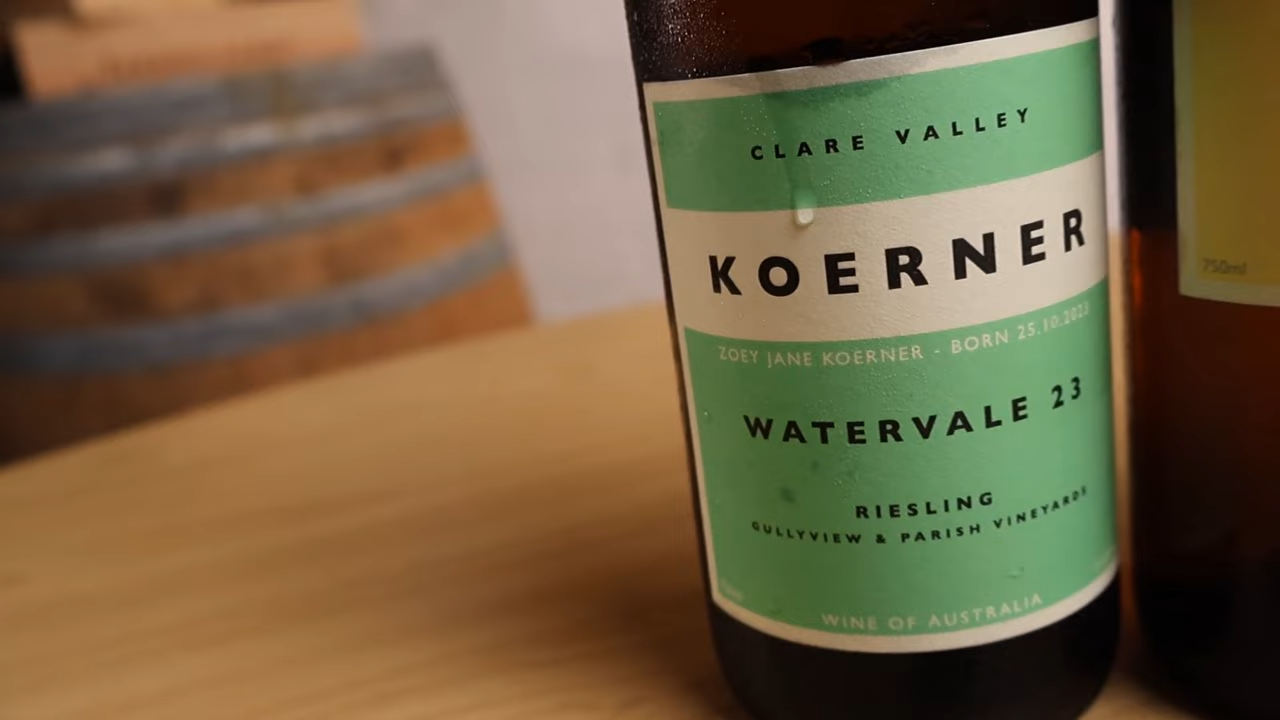 CLARE VALLEY
KOERNER
ZOEY JANE KOERNER - BORN 25.10.2023
WATERVALE 23
RIESLING
GULLYVIEW & PARISH VINEYARDS
WINE OF AUSTRALIA
750ml